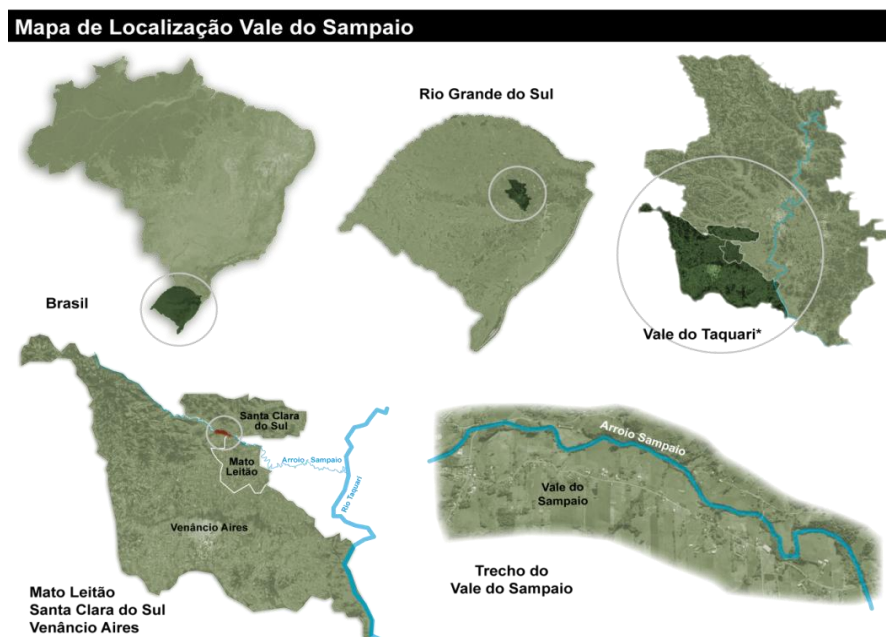 Mapa de Localização Vale do Sampaio
Brasil
Rio Grande do Sul
Vale do Taquari*
Santa Clara
do Sul
Mato
Leitão
Arroio Sampaio
Rio Taquari
Venâncio Aires
Mato Leitão
Santa Clara do Sul
Venâncio Aires
Arroio Sampaio
Vale do
Sampaio
Trecho do
Vale do Sampaio